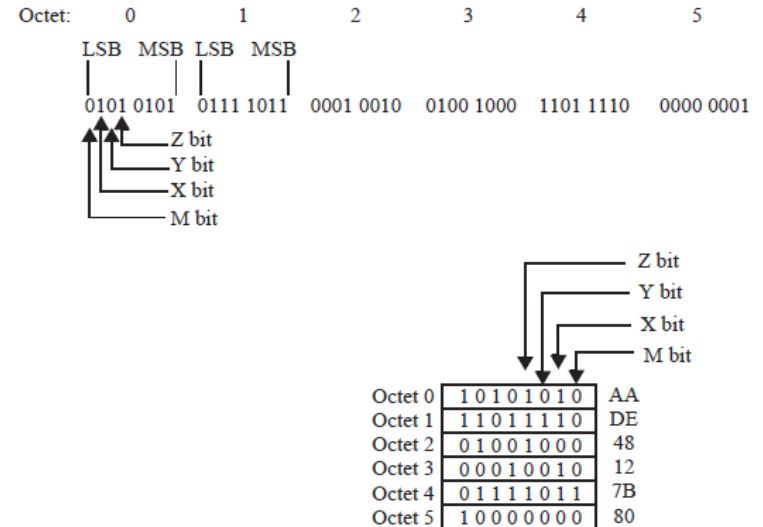 Octet: 0 1 2 3 4 5
LSB MSB LSB MSB
0101 0101 0111 1011 0001 0010 0100 1000 1101 1110 0000 0001
Z bit
Y bit
X bit
M bit
Z bit
Y bit
X bit
M bit
Octet 0 1 0 1 0 1 0 1 0 AA
Octet 1 1 1 0 1 1 1 1 0 DE
Octet 2 0 1 0 0 1 0 0 0 48
Octet 3 0 0 0 1 0 0 1 0 12
Octet 4 0 1 1 1 1 0 1 1 7B
Octet 5 1 0 0 0 0 0 0 0 80